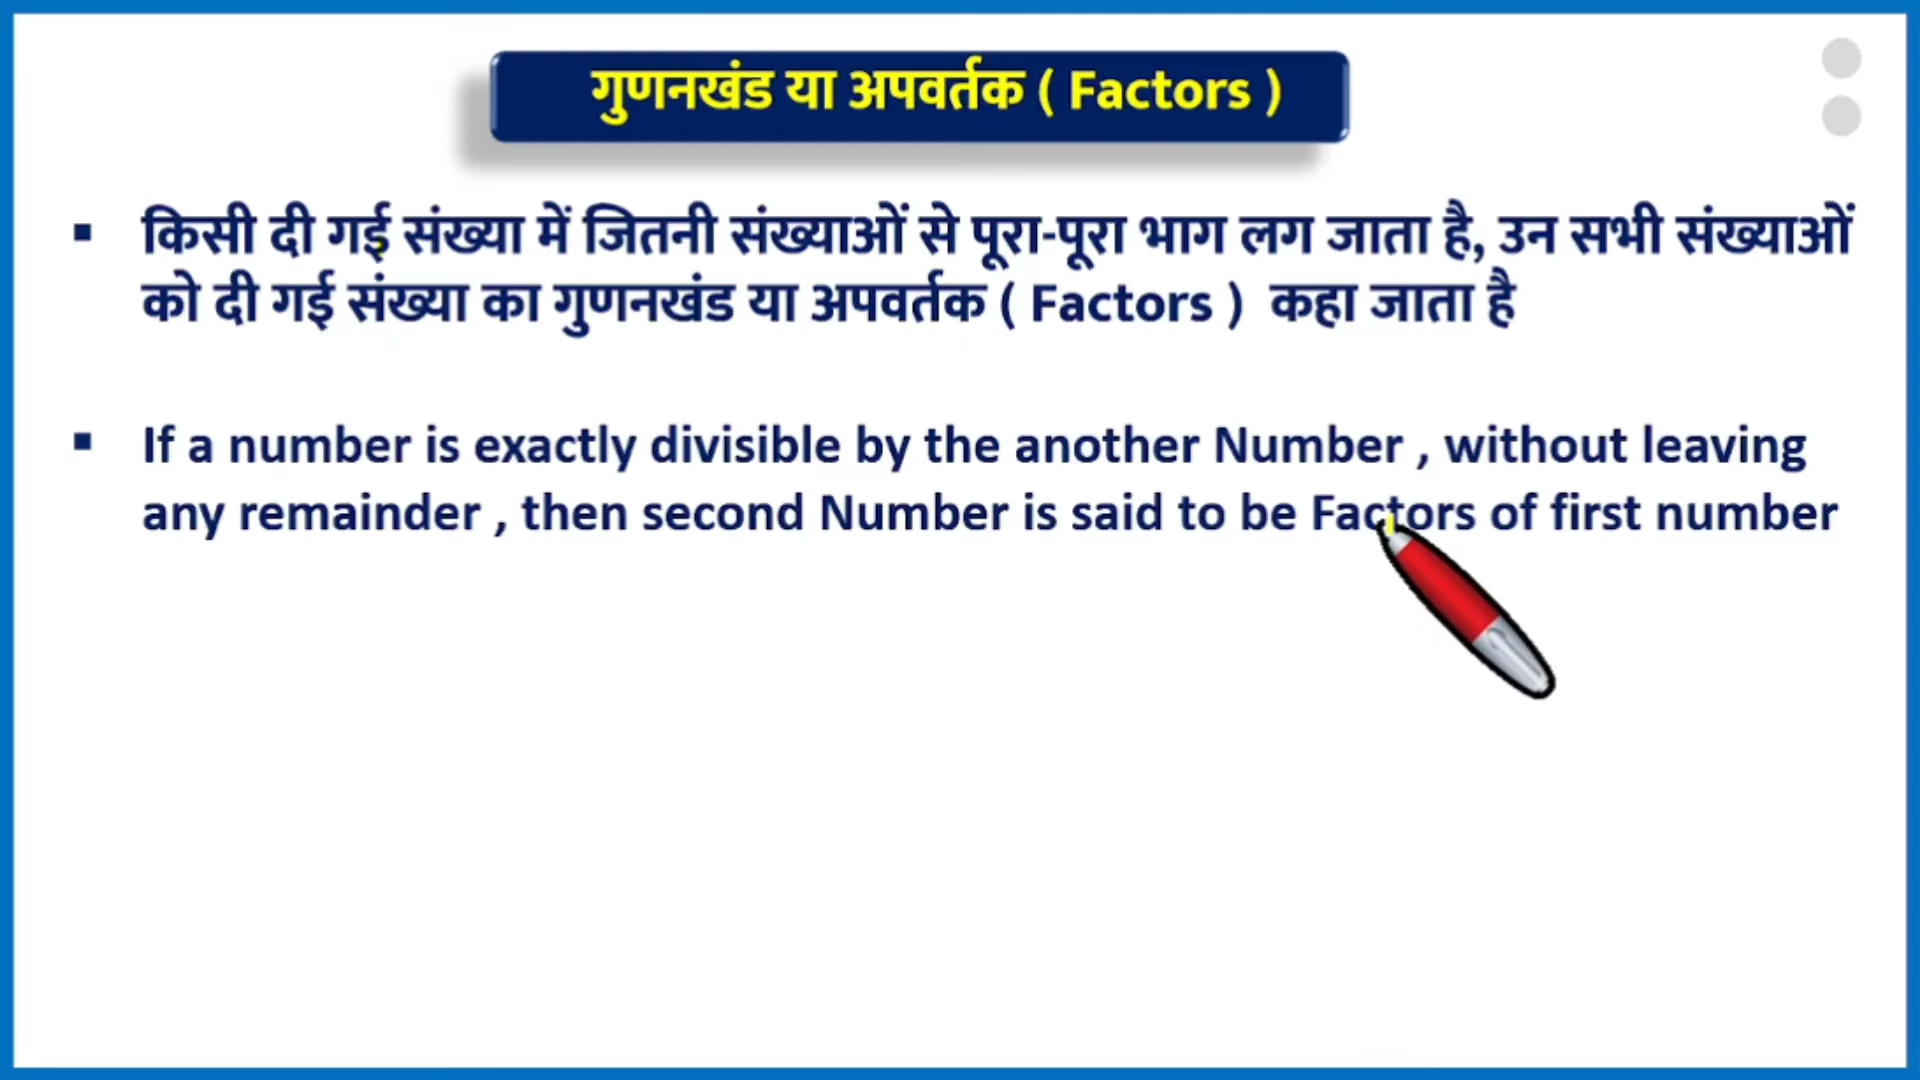 गुणनखंड या अपवर्तक ( Factors )
▪ किसी दी गई संख्या में जितनी संख्याओं से पूरा-पूरा भाग लग जाता है, उन सभी संख्याओं
को दी गई संख्या का गुणनखंड या अपवर्तक ( Factors ) कहा जाता है
▪ If a number is exactly divisible by the another Number , without leaving
any remainder , then second Number is said to be Factors of first number